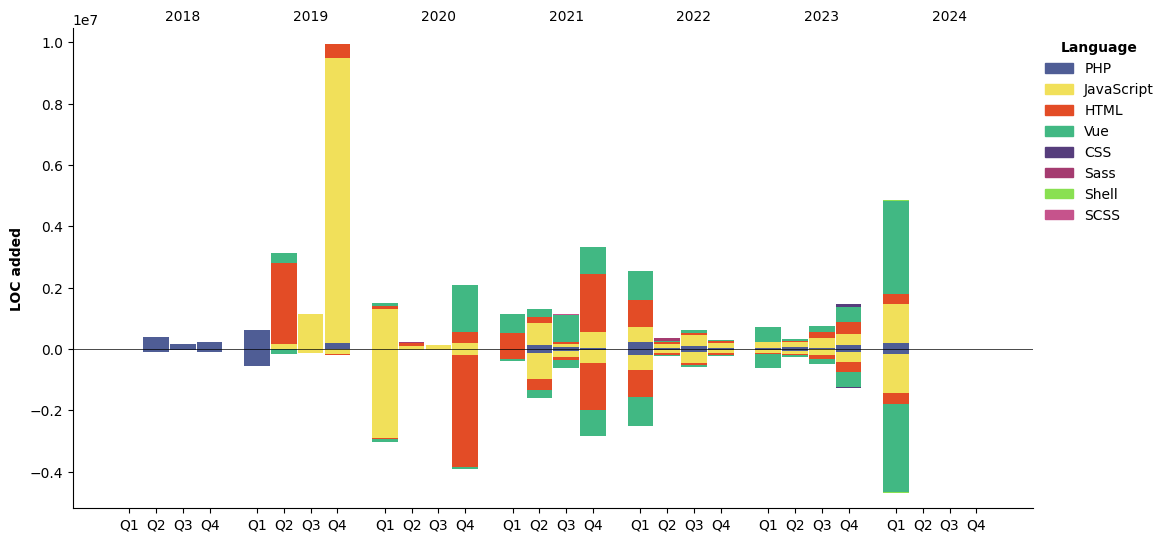 1e7
2018 2019 2020 2021 2022 2023 2024
Language
PHP
JavaScript
HTML
Vue
CSS
Sass
Shell
SCSS
LOC added
1.0
0.8
0.6
0.4
0.2
0.0
−0.2
−0.4
Q1 Q2 Q3 Q4 Q1 Q2 Q3 Q4 Q1 Q2 Q3 Q4 Q1 Q2 Q3 Q4 Q1 Q2 Q3 Q4 Q1 Q2 Q3 Q4 Q1 Q2 Q3 Q4